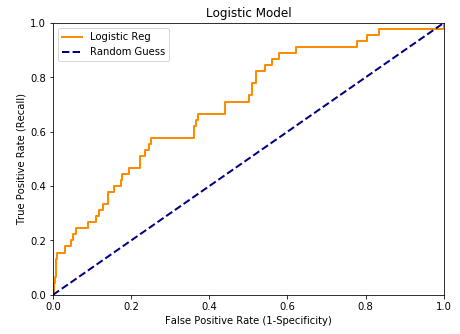 Logistic Model
Logistic Reg
Random Guess
True Positive Rate (Recall)
1.0
0.8
0.6
0.4
0.2
0.0
0.0 0.2 0.4 0.6 0.8 1.0
False Positive Rate (1-Specificity)